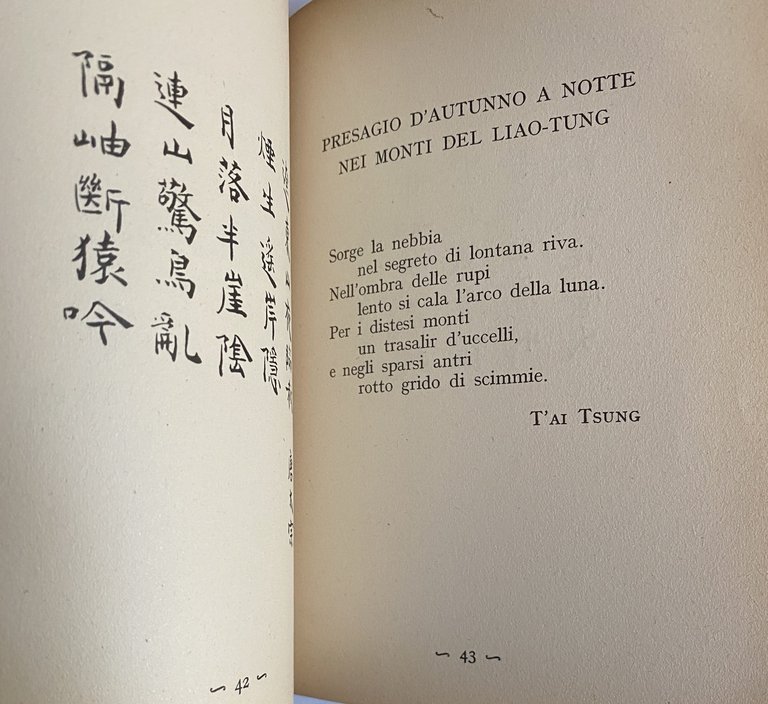 煙生遙岸隱
月落半崖陰
連山驚鳥亂
隔岫斷猿吟
∽ 42 ∽
PRESAGIO D'AUTUNNO A NOTTE
NEI MONTI DEL LIAO-TUNG
Sorge la nebbia
nel segreto di lontana riva.
Nell'ombra delle rupi
lento si cala l'arco della luna.
Per i distesi monti
un trasalir d'uccelli,
e negli sparsi antri
rotto grido di scimmie.
T'AI TSUNG
∽ 43 ∽